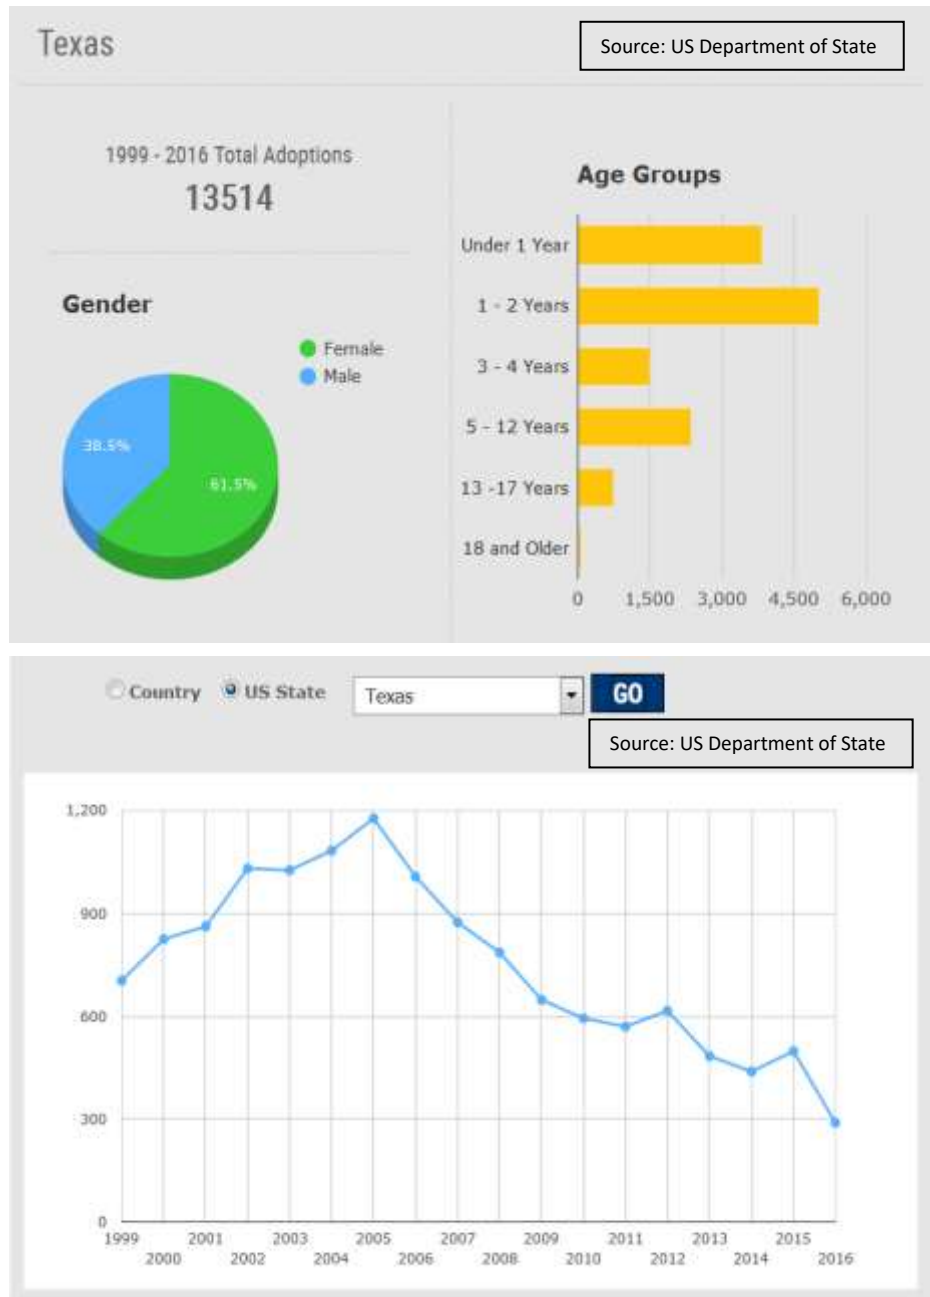 Texas
Source: US Department of State
1999 - 2016 Total Adoptions
13514
Gender
Female
Male
38.5%
61.5%
Age Groups
Under 1 Year
1 - 2 Years
3 - 4 Years
5 - 12 Years
13 -17 Years
18 and Older
0 1,500 3,000 4,500 6,000
Country US State Texas GO
Source: US Department of State
1,200
900
600
300
0
1999 2001 2003 2005 2007 2009 2011 2013 2015
2000 2002 2004 2006 2008 2010 2012 2014 2016